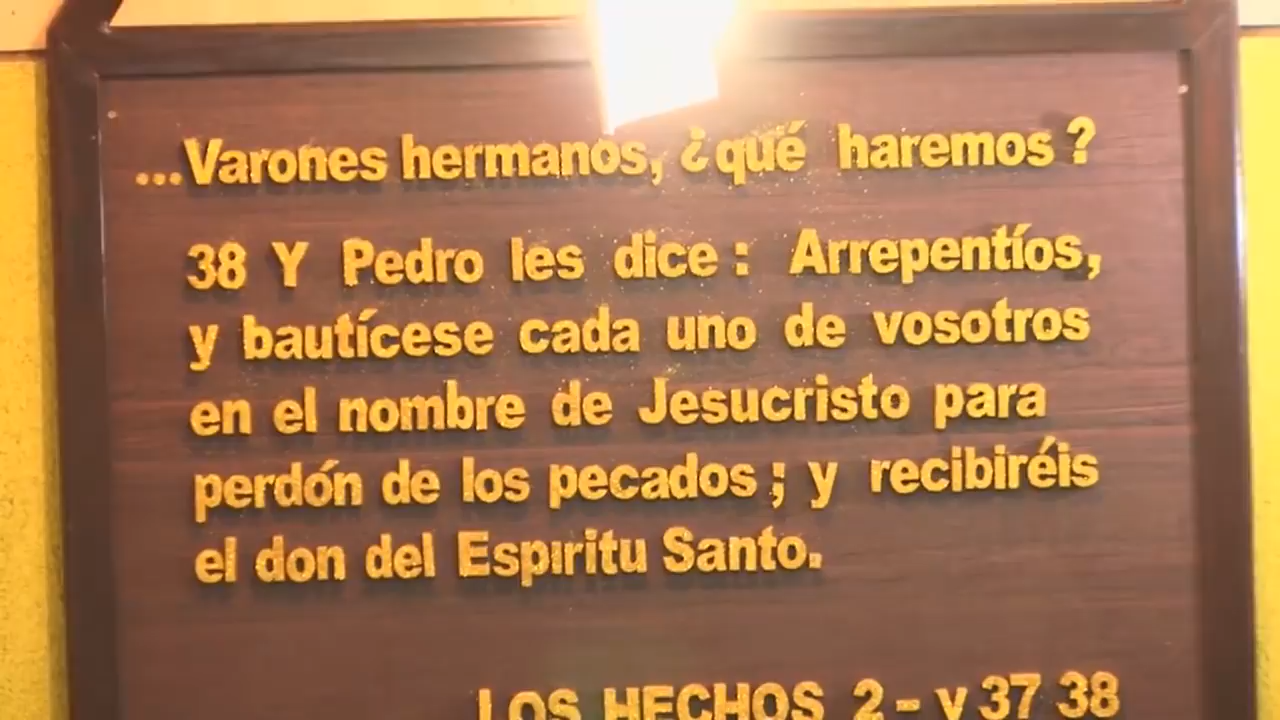 ...Varones hermanos, ¿qué haremos?
38 Y Pedro les dice: Arrepentíos,
y bautícese cada uno de vosotros
en el nombre de Jesucristo para
perdón de los pecados; y recibiréis
el don del Espiritu Santo.
LOS HECHOS 2 - v 37 38